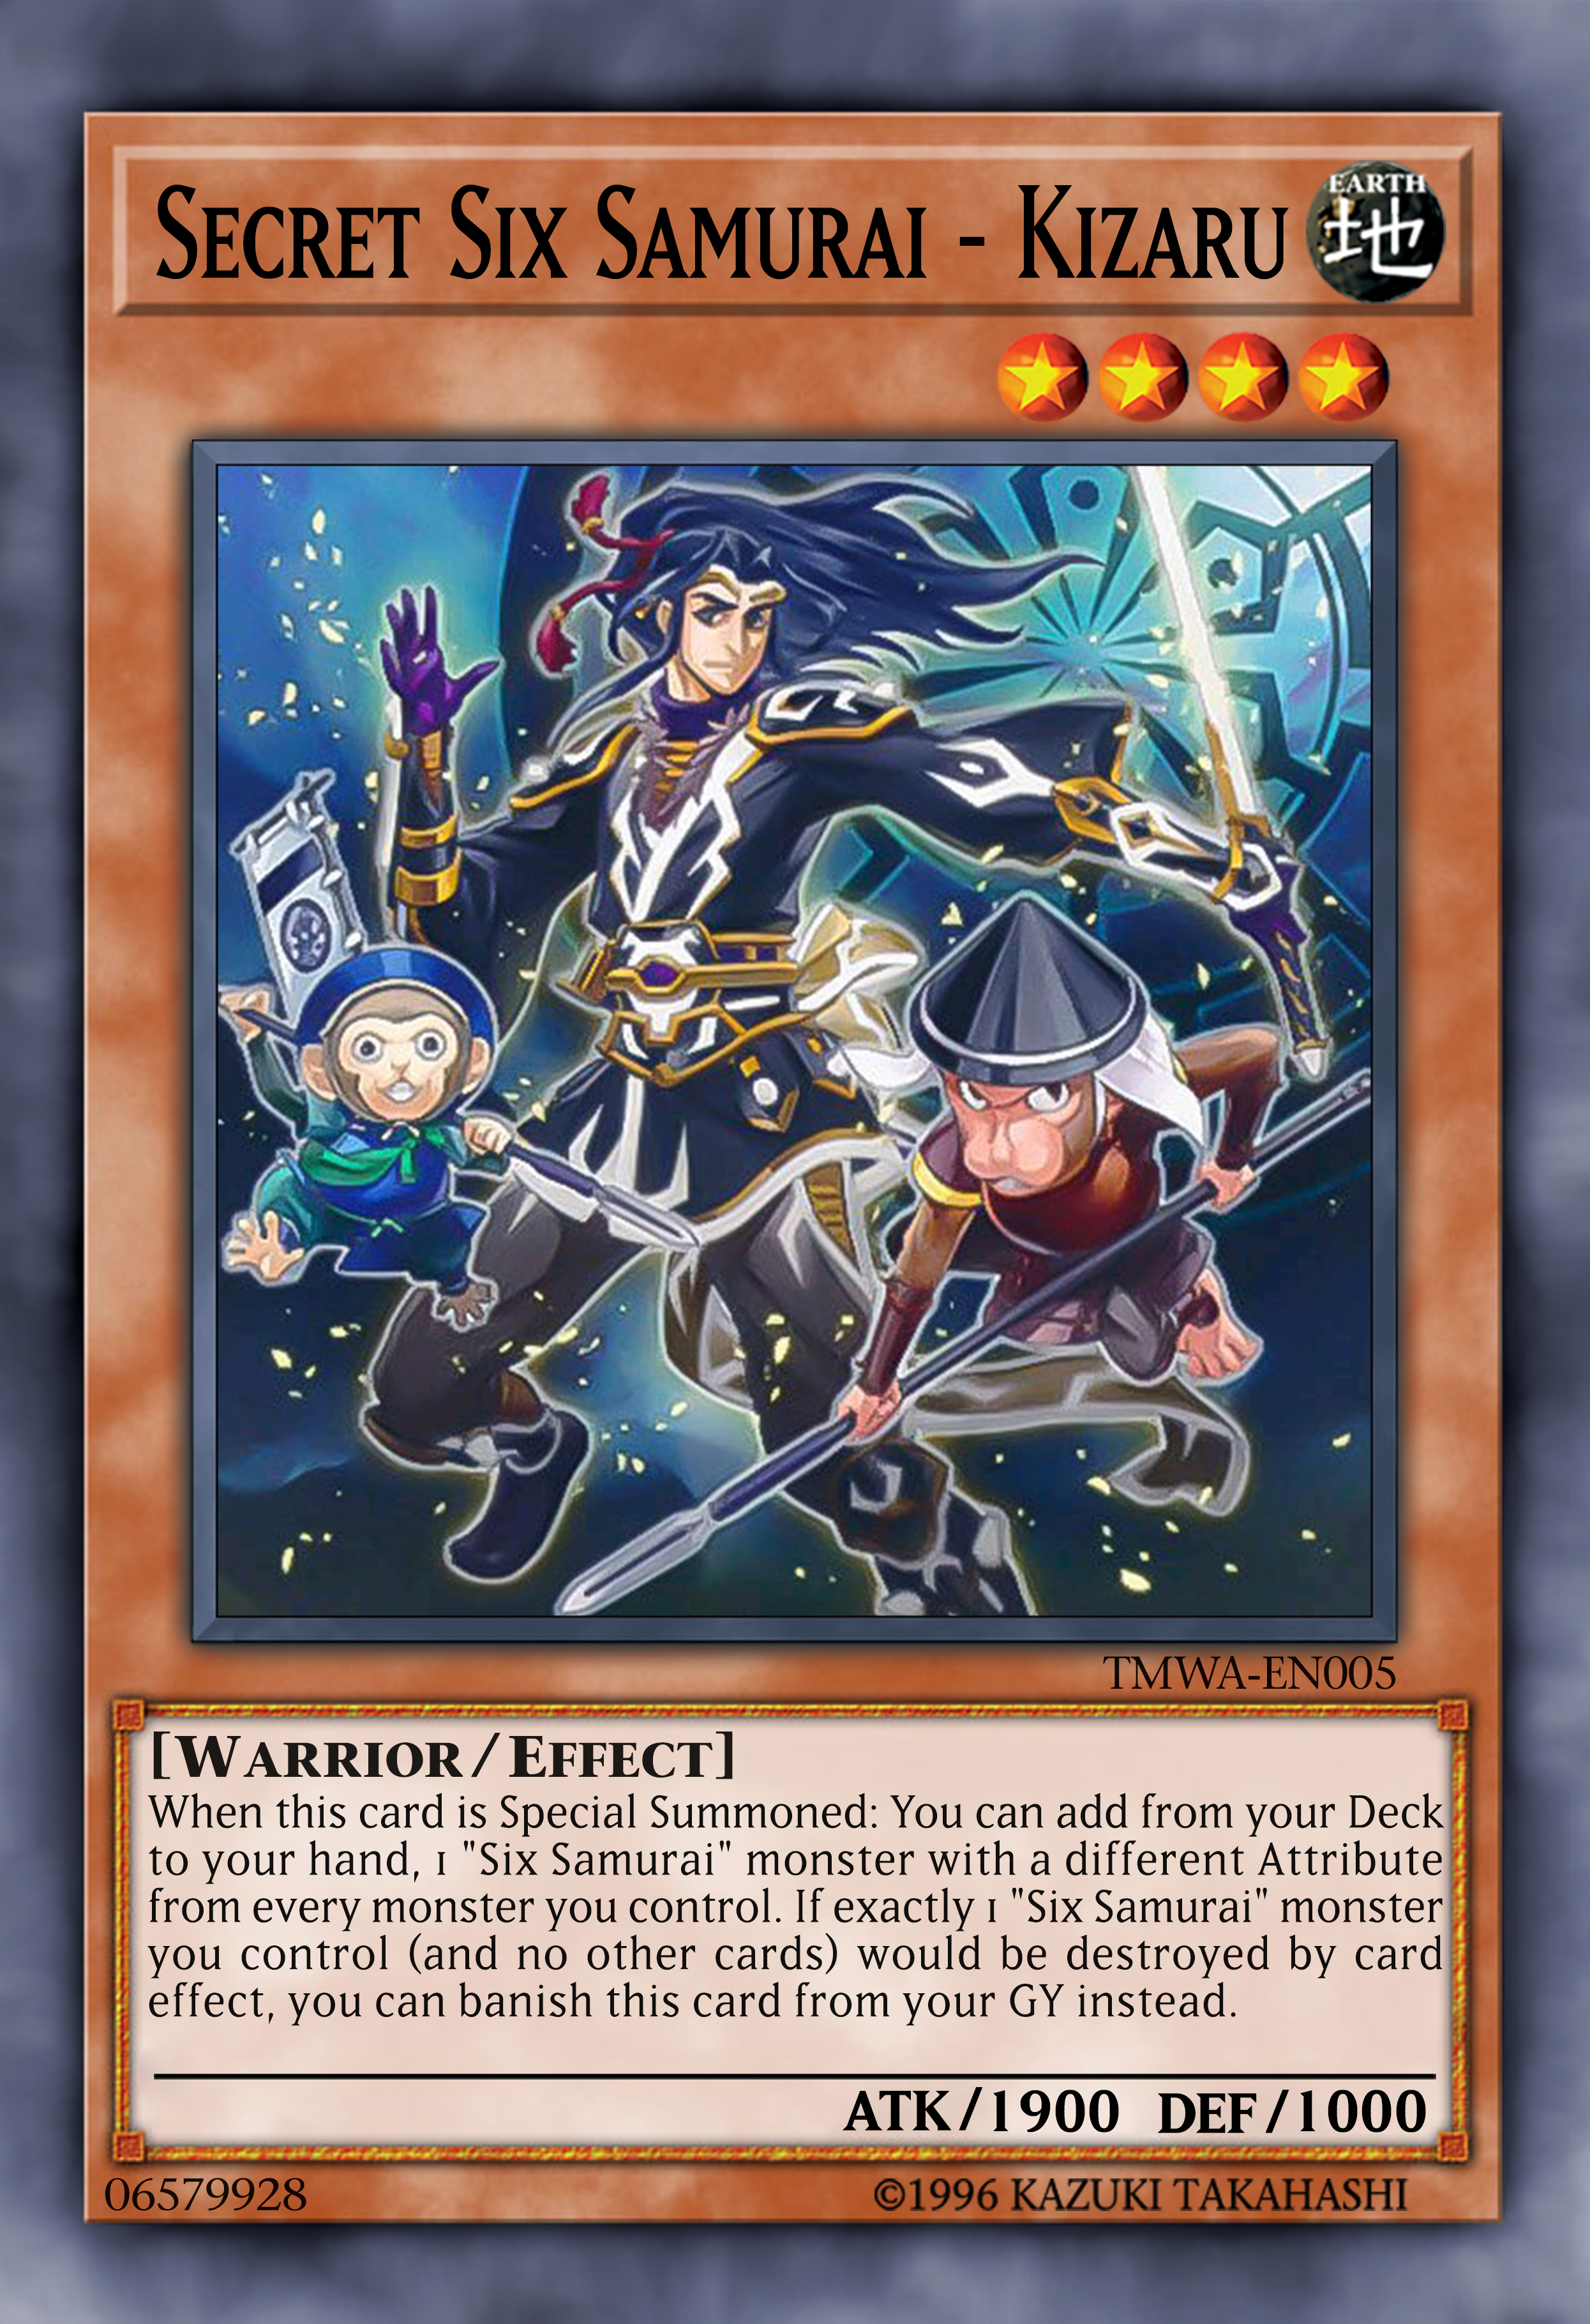 Secret Six Samurai - Kizaru
EARTH
地
TMWA-EN005
[Warrior/Effect]
When this card is Special Summoned: You can add from your Deck
to your hand, 1 "Six Samurai" monster with a different Attribute
from every monster you control. If exactly 1 "Six Samurai" monster
you control (and no other cards) would be destroyed by card
effect, you can banish this card from your GY instead.
ATK/1900 DEF/1000
06579928
©1996 KAZUKI TAKAHASHI